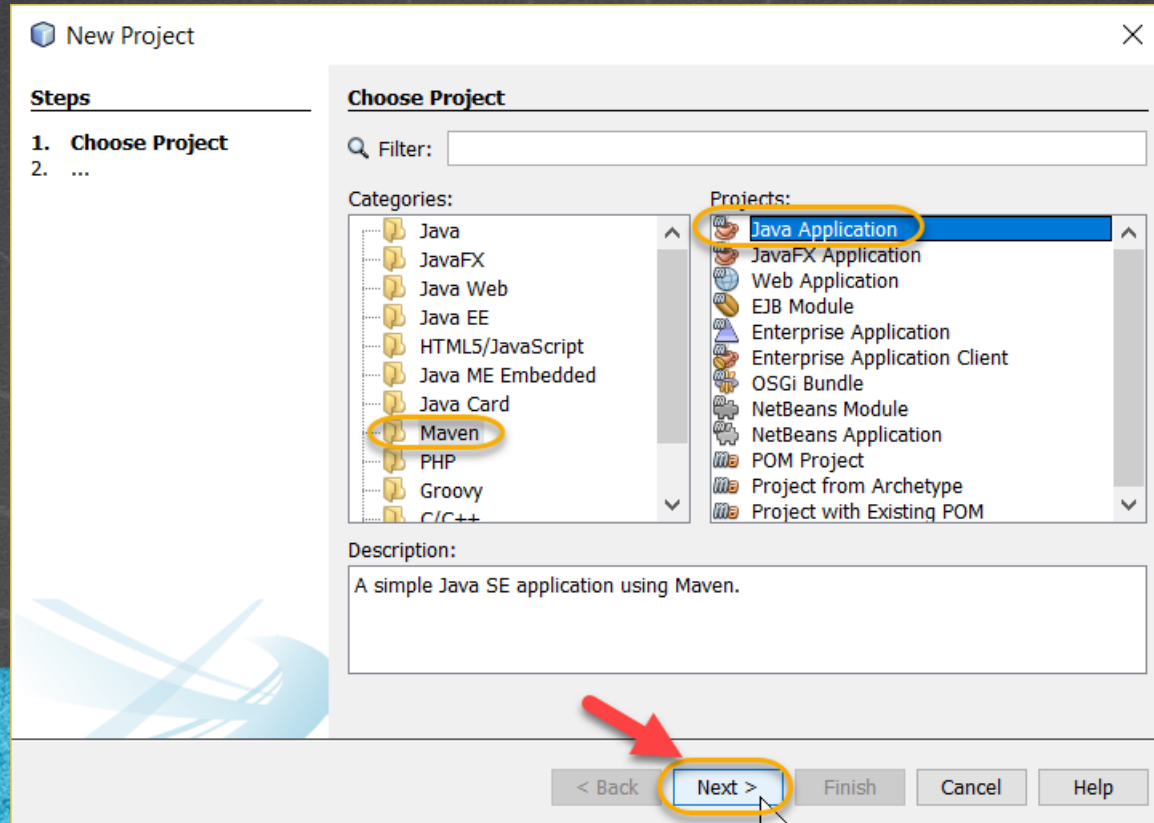 New Project
Steps
1. Choose Project
2. ...
Choose Project
Filter:
Categories:
Java
JavaFX
Java Web
Java EE
HTML5/JavaScript
Java ME Embedded
Java Card
Maven
PHP
Groovy
C/C++
Projects:
Java Application
JavaFX Application
Web Application
EJB Module
Enterprise Application
Enterprise Application Client
OSGi Bundle
NetBeans Module
NetBeans Application
POM Project
Project from Archetype
Project with Existing POM
Description:
A simple Java SE application using Maven.
< Back Next > Finish Cancel Help